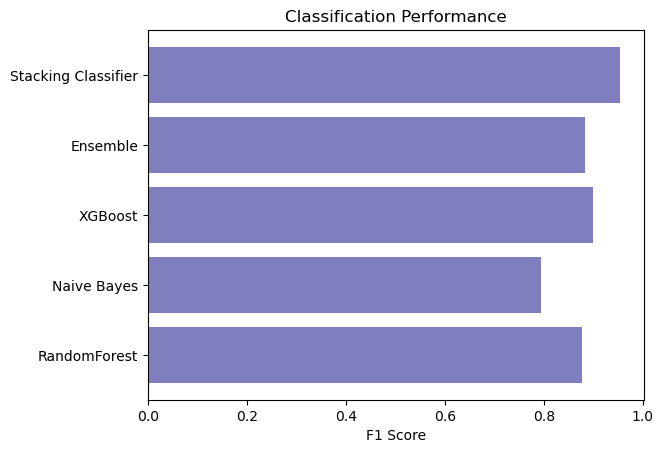 Classification Performance
Stacking Classifier
Ensemble
XGBoost
Naive Bayes
RandomForest
0.0 0.2 0.4 0.6 0.8 1.0
F1 Score